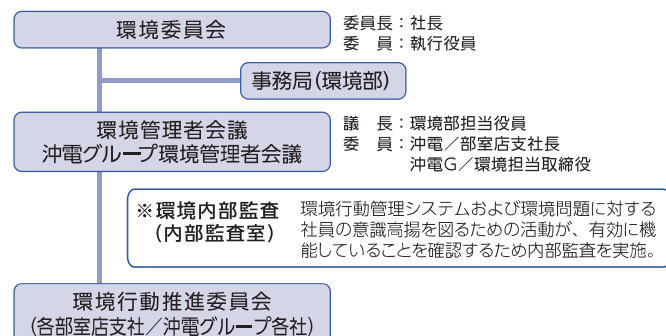 環境委員会
委員長：社長
委　員：執行役員
事務局(環境部)
環境管理者会議
沖電グループ環境管理者会議
議　長：環境部担当役員
委　員：沖電／部室店支社長
沖電G／環境担当取締役
※環境内部監査
(内部監査室)
環境行動管理システムおよび環境問題に対する
社員の意識高揚を図るための活動が、有効に機
能していることを確認するため内部監査を実施。
環境行動推進委員会
(各部室店支社／沖電グループ各社)